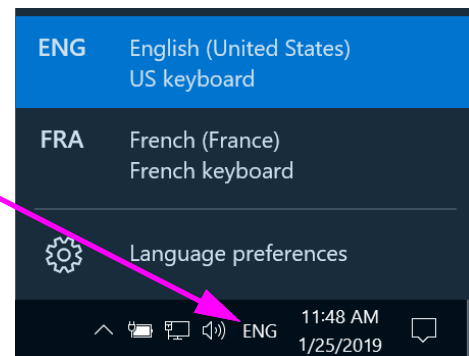 ENG English (United States)
US keyboard
FRA French (France)
French keyboard
Language preferences
ENG 11:48 AM
1/25/2019